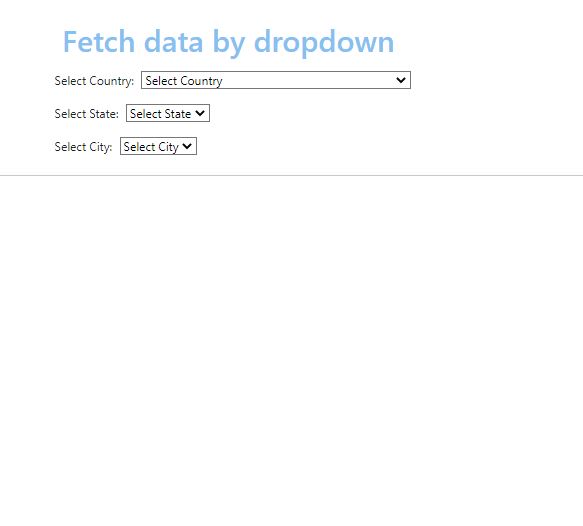 Fetch data by dropdown
Select Country: Select Country
Select State: Select State
Select City: Select City